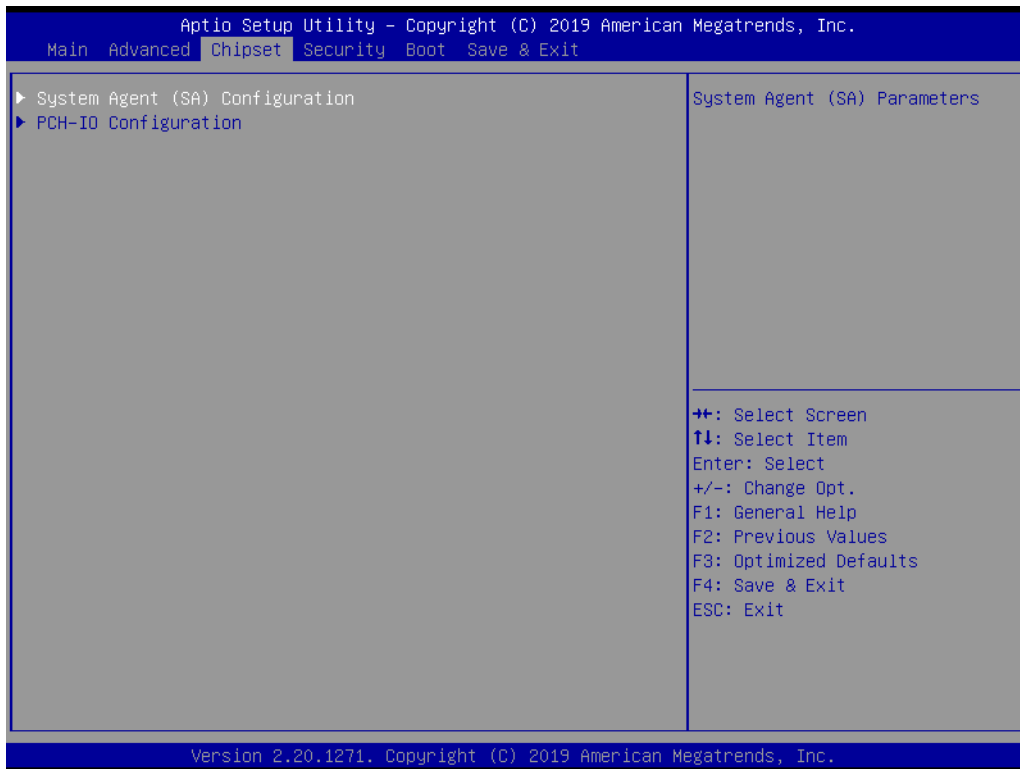 Aptio Setup Utility – Copyright (C) 2019 American Megatrends, Inc.
Main Advanced Chipset Security Boot Save & Exit
► System Agent (SA) Configuration
► PCH-IO Configuration
System Agent (SA) Parameters
→←: Select Screen
↑↓: Select Item
Enter: Select
+/-: Change Opt.
F1: General Help
F2: Previous Values
F3: Optimized Defaults
F4: Save & Exit
ESC: Exit
Version 2.20.1271. Copyright (C) 2019 American Megatrends, Inc.